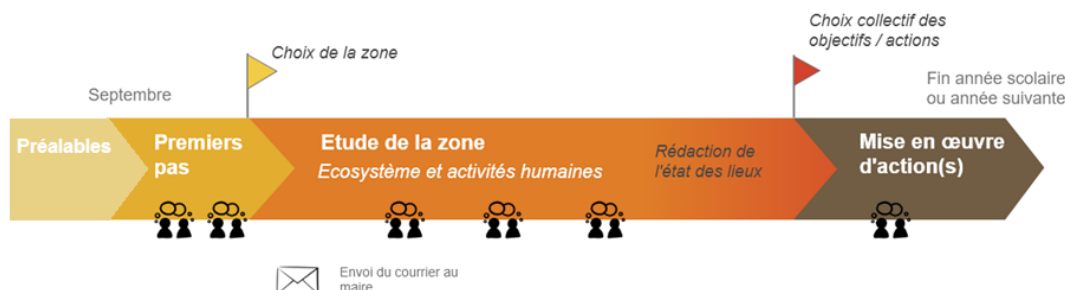 Choix collectif des
objectifs / actions
Choix de la zone
Fin année scolaire
ou année suivante
Septembre
Préalables
Premiers
pas
Etude de la zone
Ecosystème et activités humaines
Rédaction de
l'état des lieux
Mise en œuvre
d'action(s)
Envoi du courrier au
maire